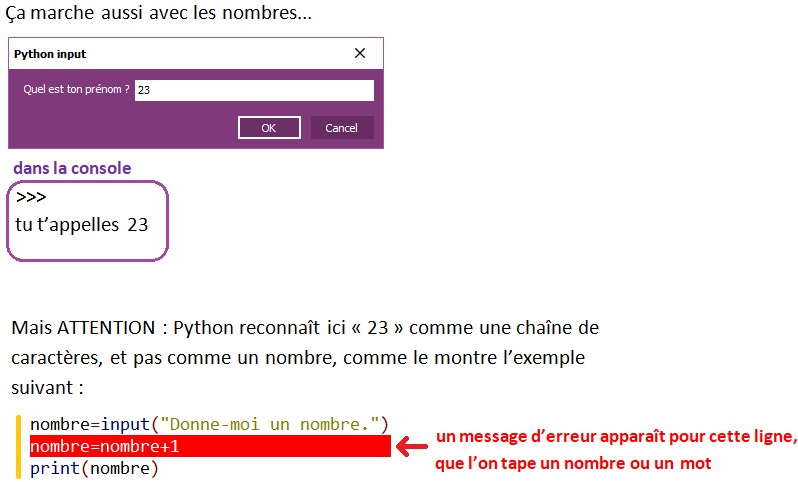 Ça marche aussi avec les nombres...
Python input
Quel est ton prénom ? 23
OK Cancel
dans la console
>>>
tu t’appelles 23
Mais ATTENTION : Python reconnaît ici « 23 » comme une chaîne de
caractères, et pas comme un nombre, comme le montre l’exemple
suivant :
nombre=input("Donne-moi un nombre.")
nombre=nombre+1
print(nombre)
un message d’erreur apparaît pour cette ligne,
que l’on tape un nombre ou un mot